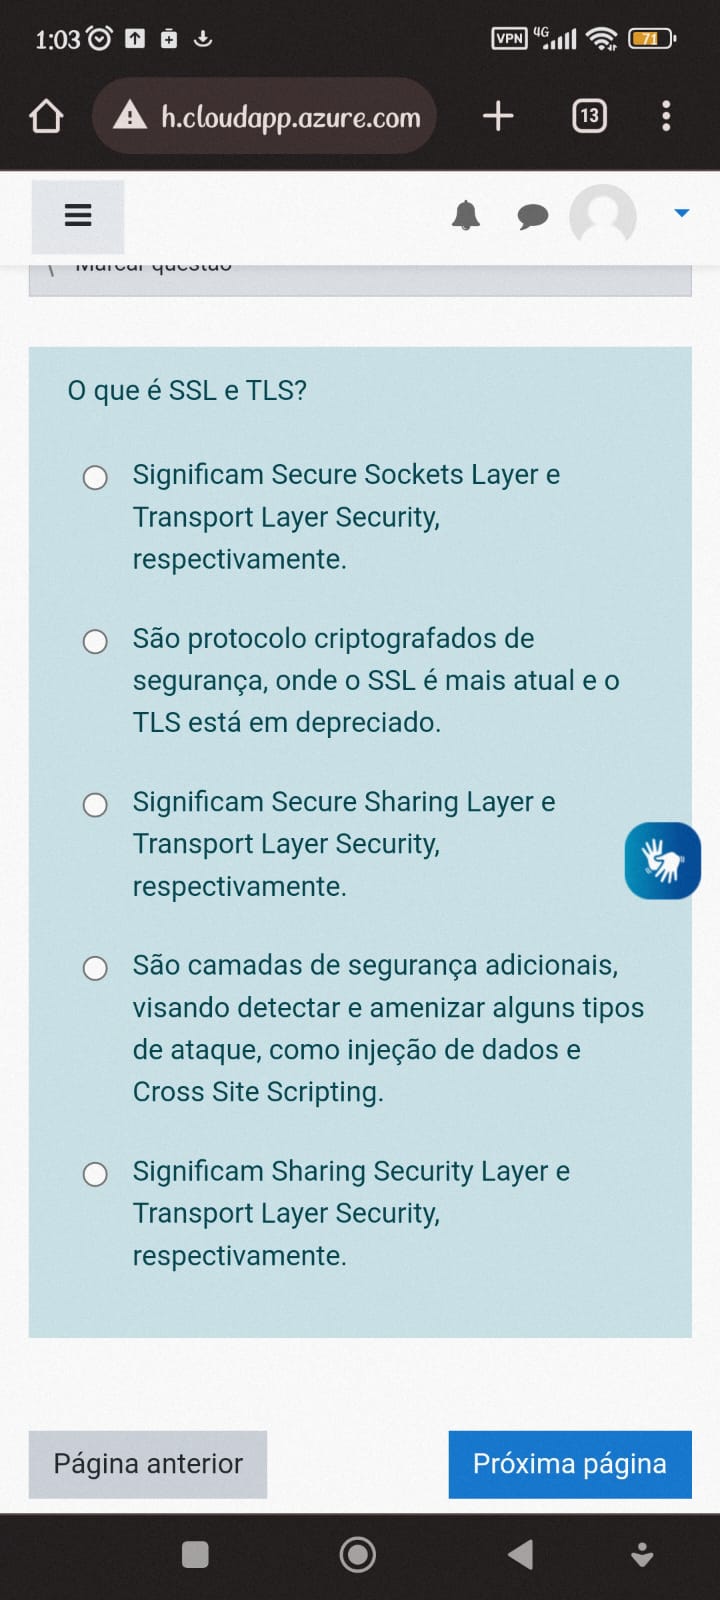 1:03
VPN 4G 71
h.cloudapp.azure.com
13
Marcar questão
O que é SSL e TLS?
Significam Secure Sockets Layer e
Transport Layer Security,
respectivamente.
São protocolo criptografados de
segurança, onde o SSL é mais atual e o
TLS está em depreciado.
Significam Secure Sharing Layer e
Transport Layer Security,
respectivamente.
São camadas de segurança adicionais,
visando detectar e amenizar alguns tipos
de ataque, como injeção de dados e
Cross Site Scripting.
Significam Sharing Security Layer e
Transport Layer Security,
respectivamente.
Página anterior
Próxima página